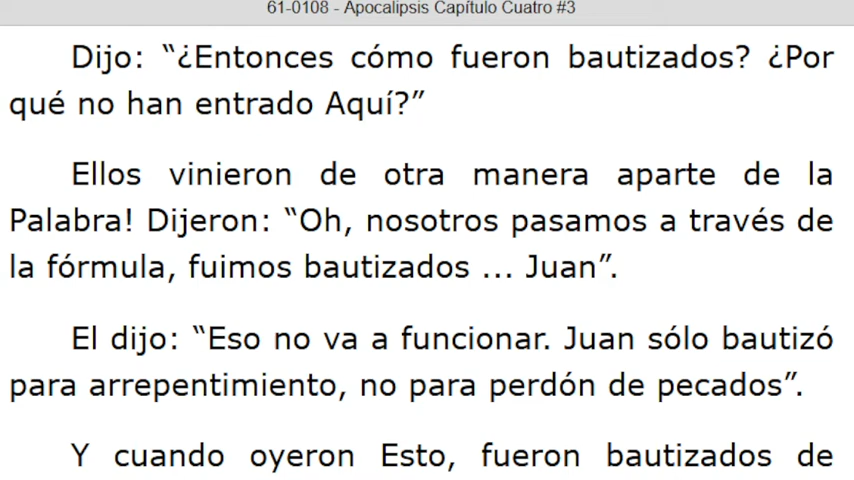 61-0108 - Apocalipsis Capítulo Cuatro #3
Dijo: “¿Entonces cómo fueron bautizados? ¿Por
qué no han entrado Aquí?”
Ellos vinieron de otra manera aparte de la
Palabra! Dijeron: “Oh, nosotros pasamos a través de
la fórmula, fuimos bautizados ... Juan”.
El dijo: “Eso no va a funcionar. Juan sólo bautizó
para arrepentimiento, no para perdón de pecados”.
Y cuando oyeron Esto, fueron bautizados de